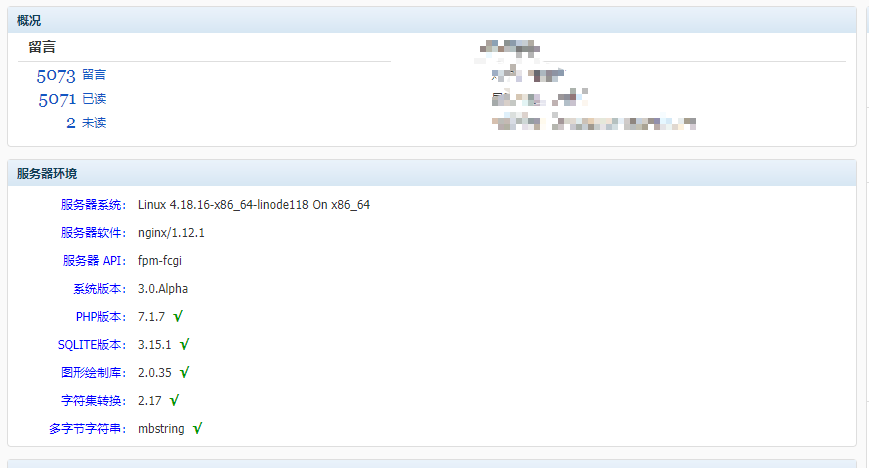 概况
留言
5073 留言
5071 已读
2 未读
服务器环境
服务器系统: Linux 4.18.16-x86_64-linode118 On x86_64
服务器软件: nginx/1.12.1
服务器 API: fpm-fcgi
系统版本: 3.0.Alpha
PHP版本: 7.1.7 √
SQLITE版本: 3.15.1 √
图形绘制库: 2.0.35 √
字符集转换: 2.17 √
多字节字符串: mbstring √